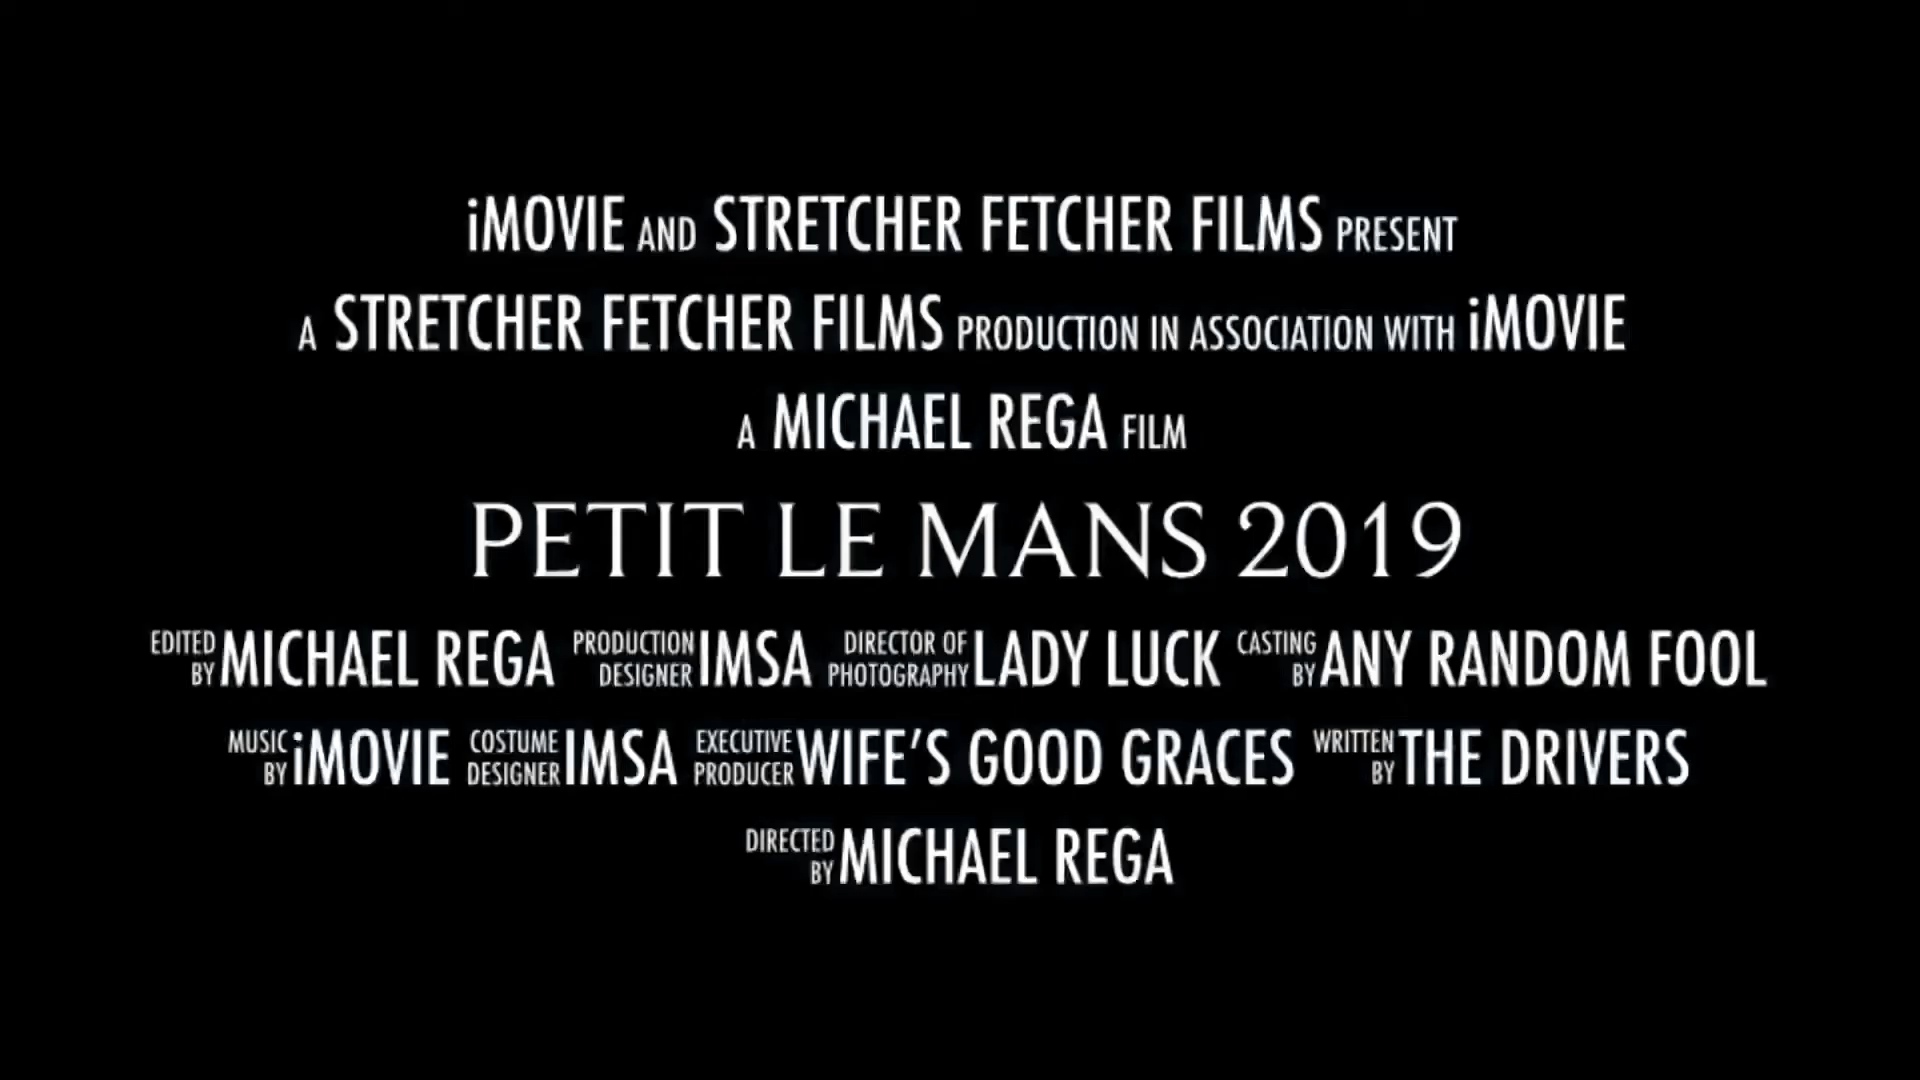 iMOVIE AND STRETCHER FETCHER FILMS PRESENT
A STRETCHER FETCHER FILMS PRODUCTION IN ASSOCIATION WITH iMOVIE
A MICHAEL REGA FILM
PETIT LE MANS 2019
EDITED BY MICHAEL REGA PRODUCTION DESIGNER IMSA DIRECTOR OF PHOTOGRAPHY LADY LUCK CASTING BY ANY RANDOM FOOL
MUSIC BY iMOVIE COSTUME DESIGNER IMSA EXECUTIVE PRODUCER WIFE'S GOOD GRACES WRITTEN BY THE DRIVERS
DIRECTED BY MICHAEL REGA